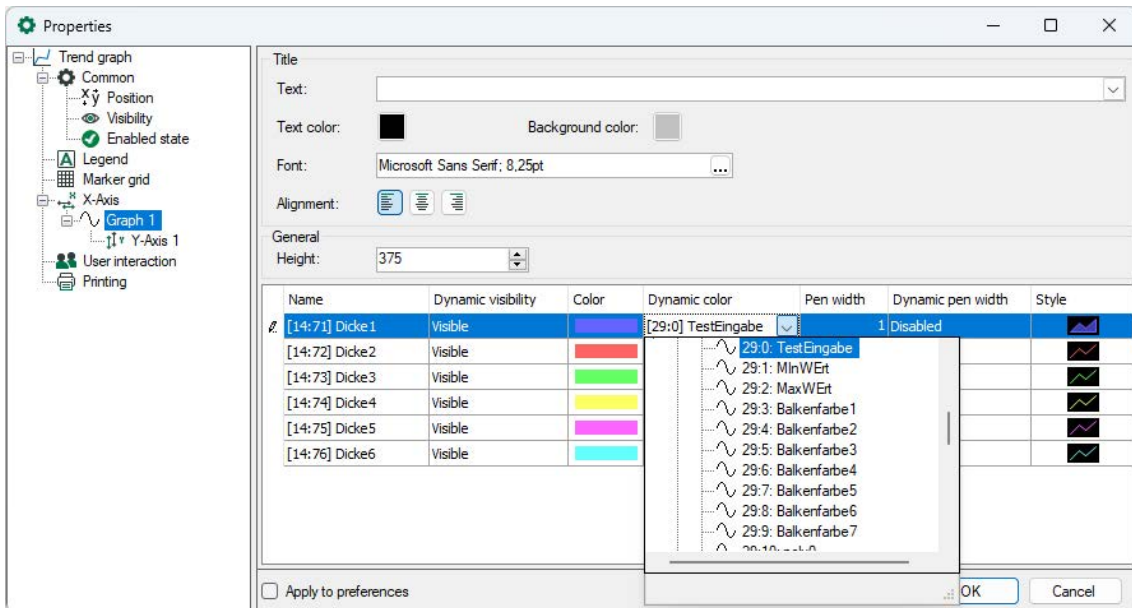 Properties
Trend graph
Common
Position
Visibility
Enabled state
Legend
Marker grid
X-Axis
Graph 1
Y-Axis 1
User interaction
Printing
Title
Text:
Text color:
Background color:
Font:
Microsoft Sans Serif; 8,25pt
...
Alignment:
General
Height:
375
Name Dynamic visibility Color Dynamic color Pen width Dynamic pen width Style
[14:71] Dicke1 Visible [29:0] TestEingabe 1 Disabled
[14:72] Dicke2 Visible
[14:73] Dicke3 Visible
[14:74] Dicke4 Visible
[14:75] Dicke5 Visible
[14:76] Dicke6 Visible
29:0: TestEingabe
29:1: MInWErt
29:2: MaxWErt
29:3: Balkenfarbe1
29:4: Balkenfarbe2
29:5: Balkenfarbe3
29:6: Balkenfarbe4
29:7: Balkenfarbe5
29:8: Balkenfarbe6
29:9: Balkenfarbe7
Apply to preferences
OK
Cancel